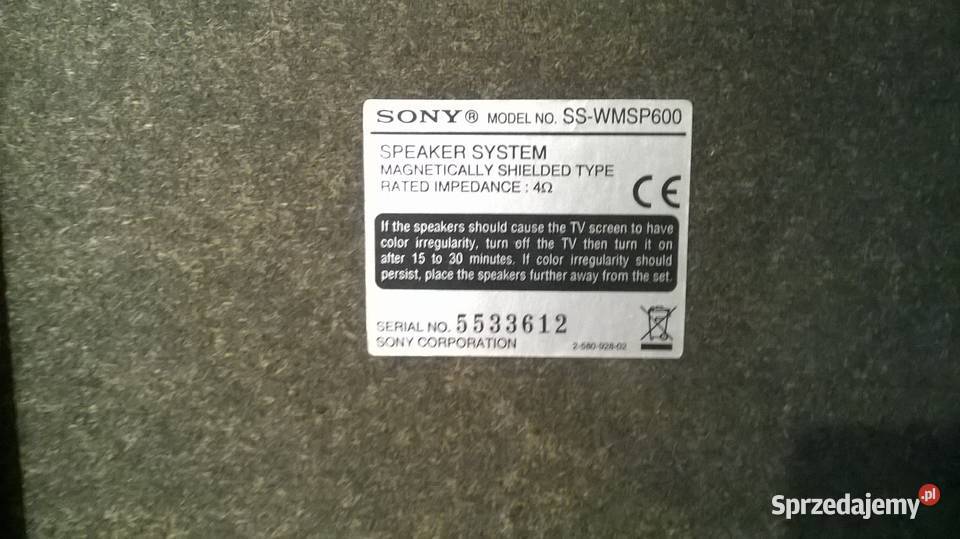 SONY® MODEL NO. SS-WMSP600
SPEAKER SYSTEM
MAGNETICALLY SHIELDED TYPE
RATED IMPEDANCE : 4Ω
CE
If the speakers should cause the TV screen to have
color irregularity, turn off the TV then turn it on
after 15 to 30 minutes. If color irregularity should
persist, place the speakers further away from the set.
SERIAL NO. 5533612
SONY CORPORATION 2-580-928-02
Sprzedajemy.pl